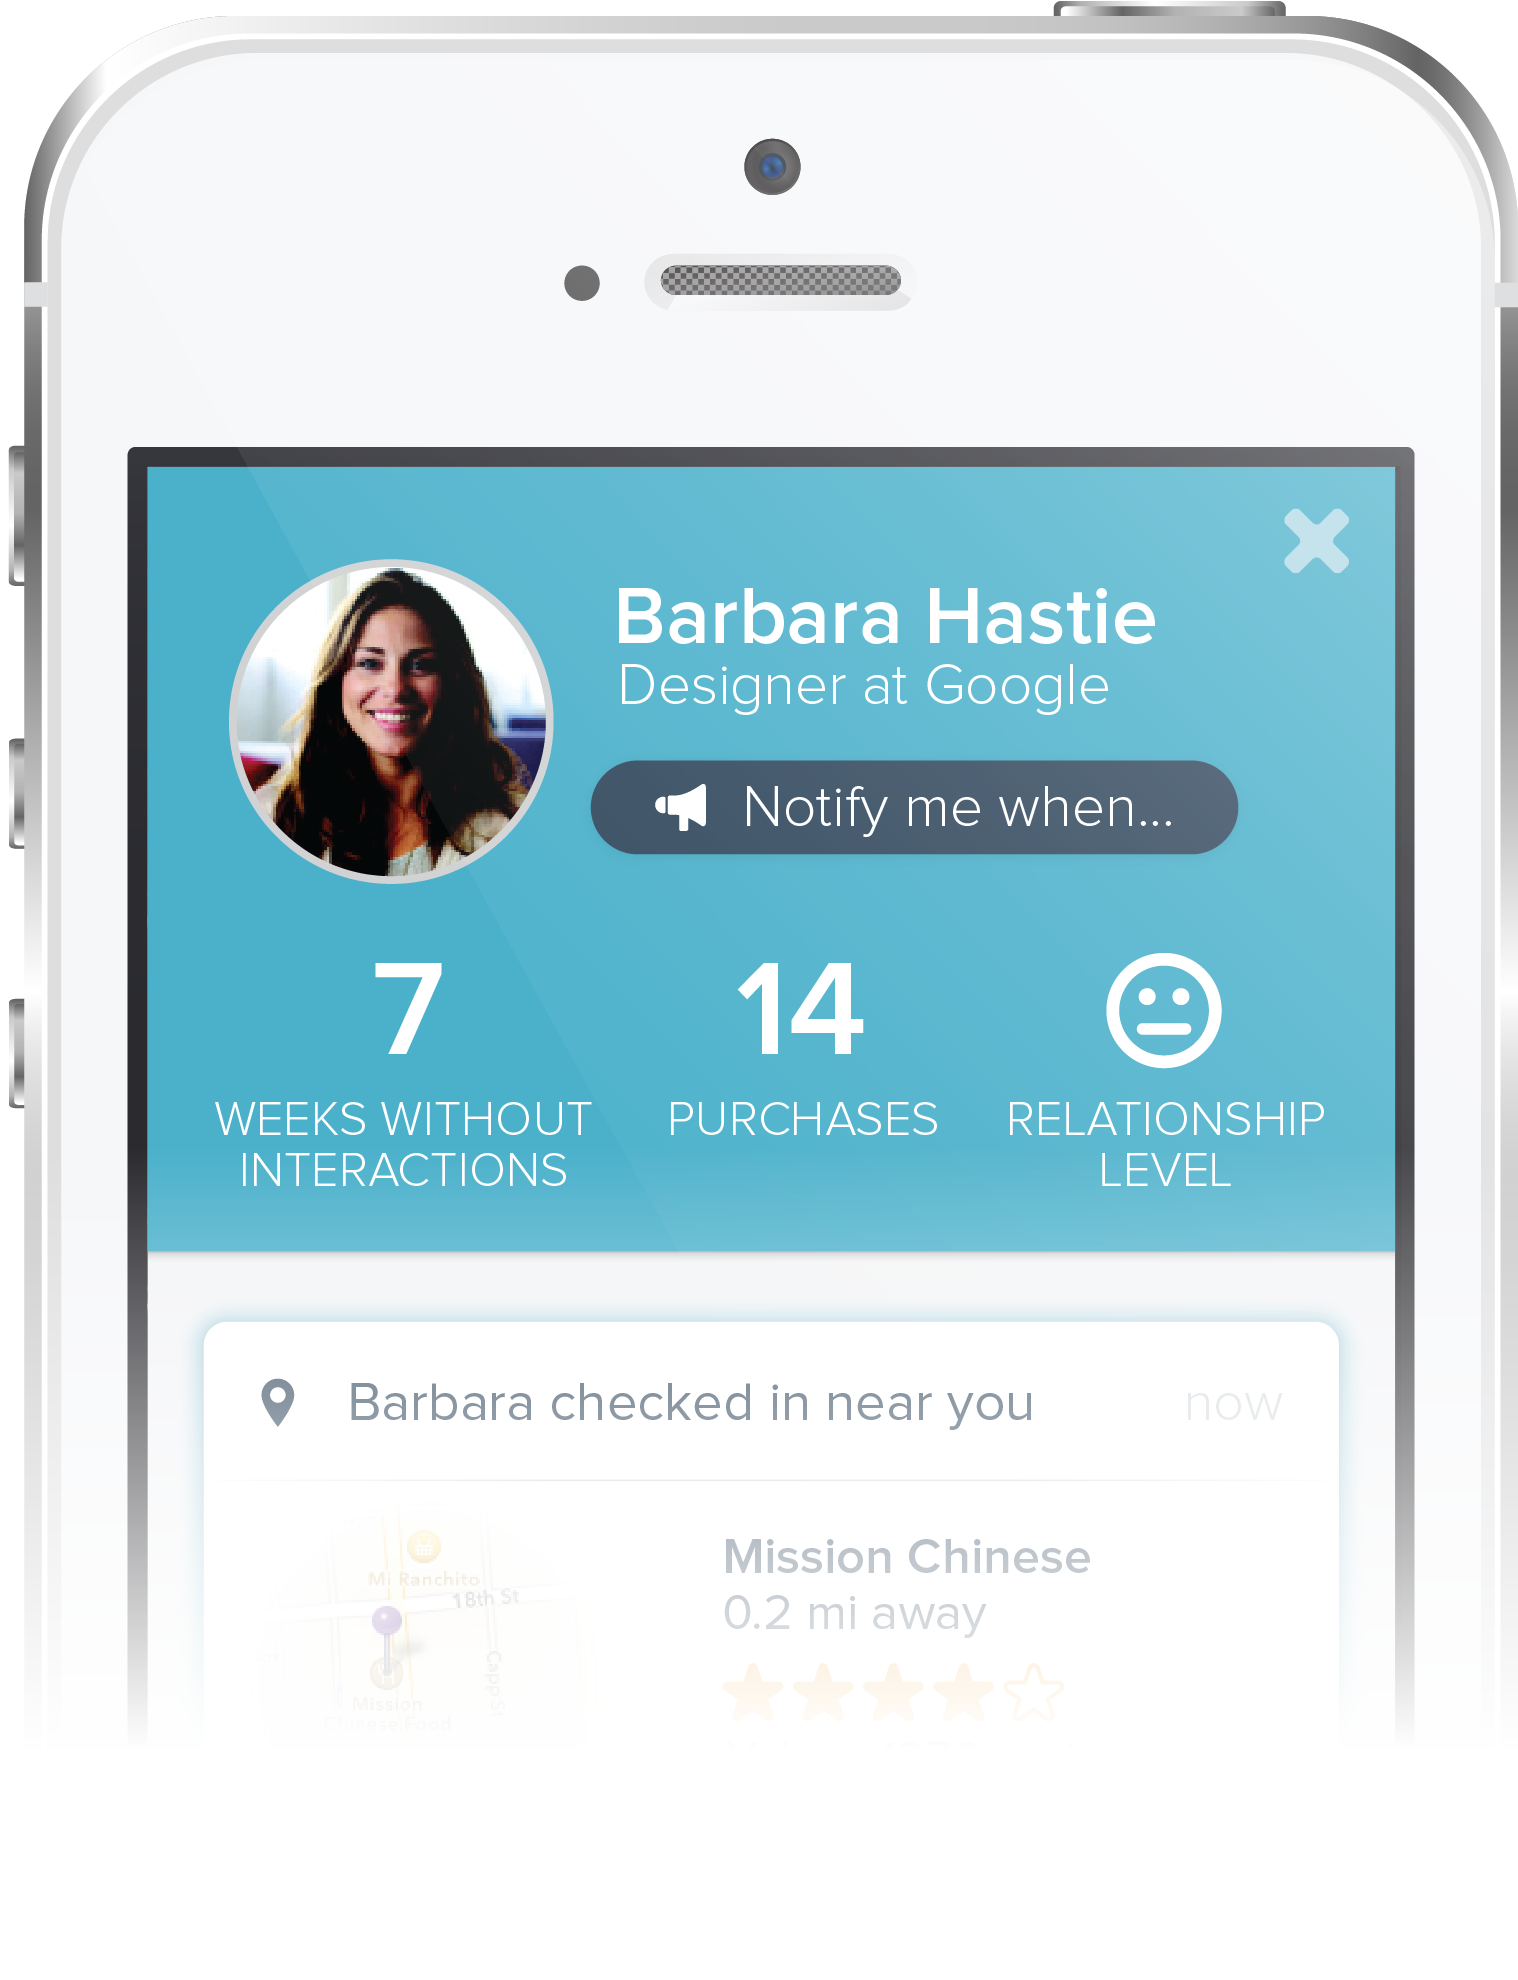 Barbara Hastie
Designer at Google
Notify me when...
7
14
WEEKS WITHOUT
INTERACTIONS
PURCHASES
RELATIONSHIP
LEVEL
Barbara checked in near you
now
Mi Ranchito
18th St
Capp St
Mission
Chinese Food
Mission Chinese
0.2 mi away